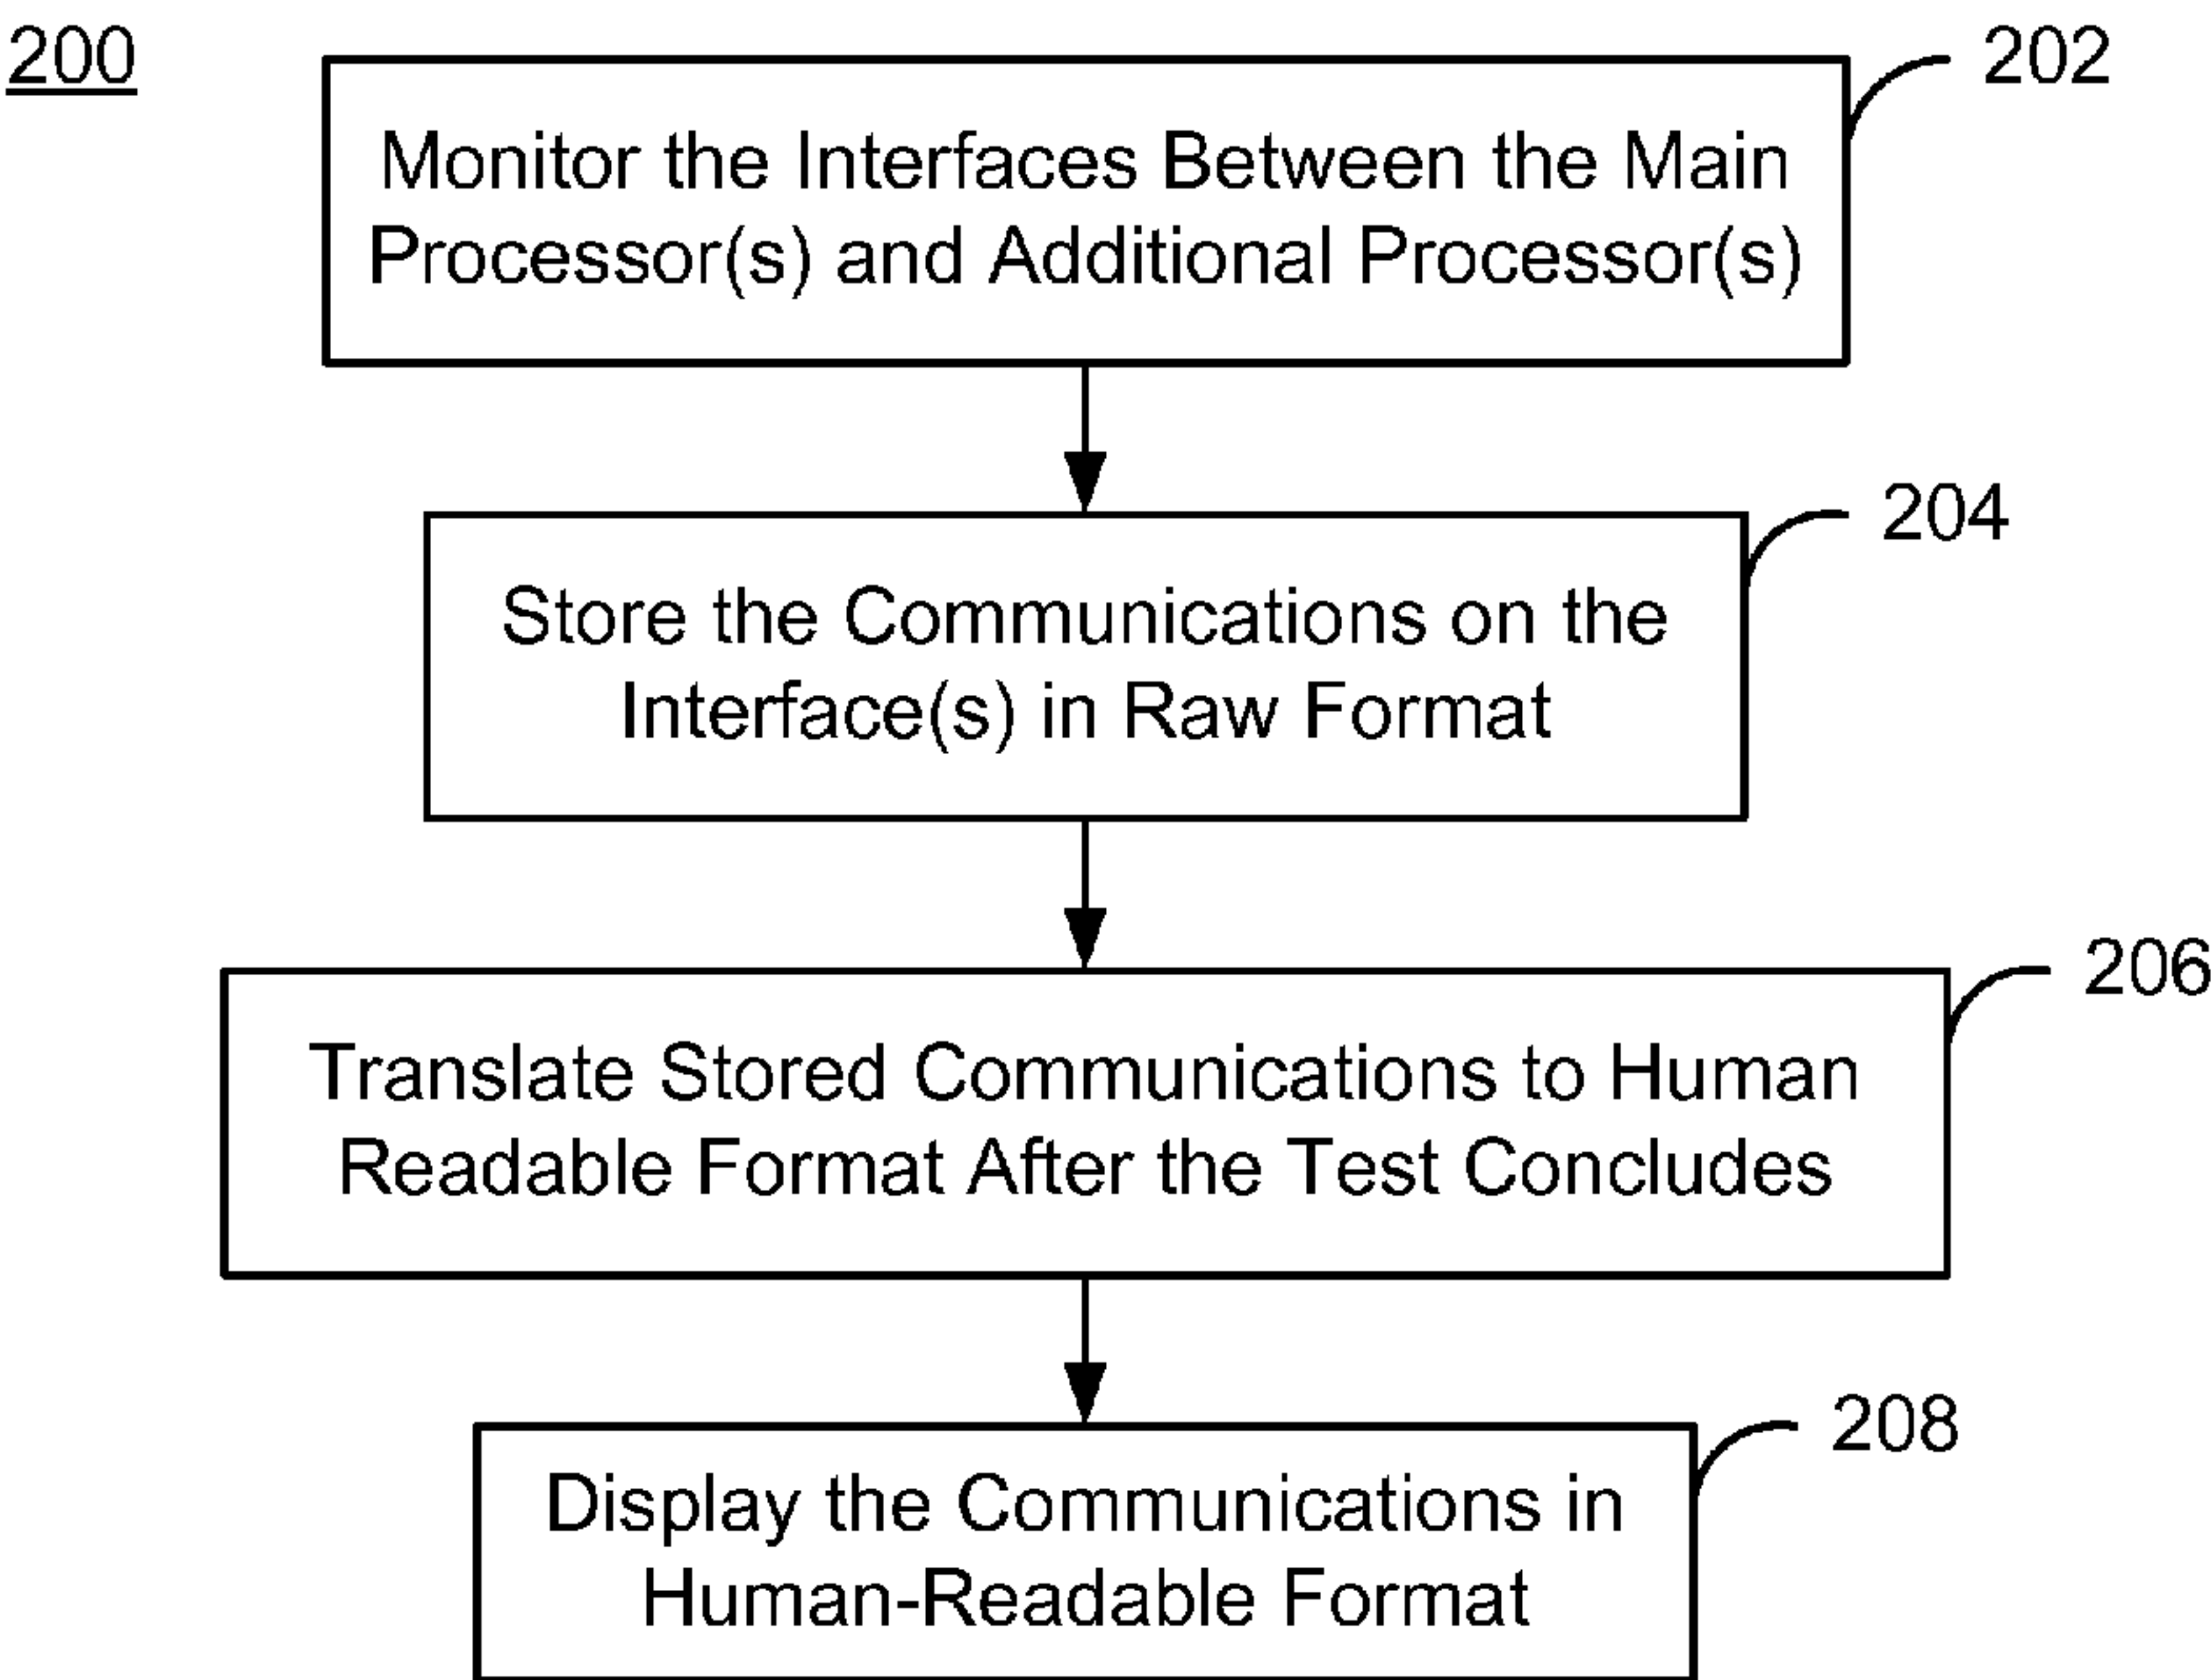 200
202
Monitor the Interfaces Between the Main
Processor(s) and Additional Processor(s)
204
Store the Communications on the
Interface(s) in Raw Format
206
Translate Stored Communications to Human
Readable Format After the Test Concludes
208
Display the Communications in
Human-Readable Format